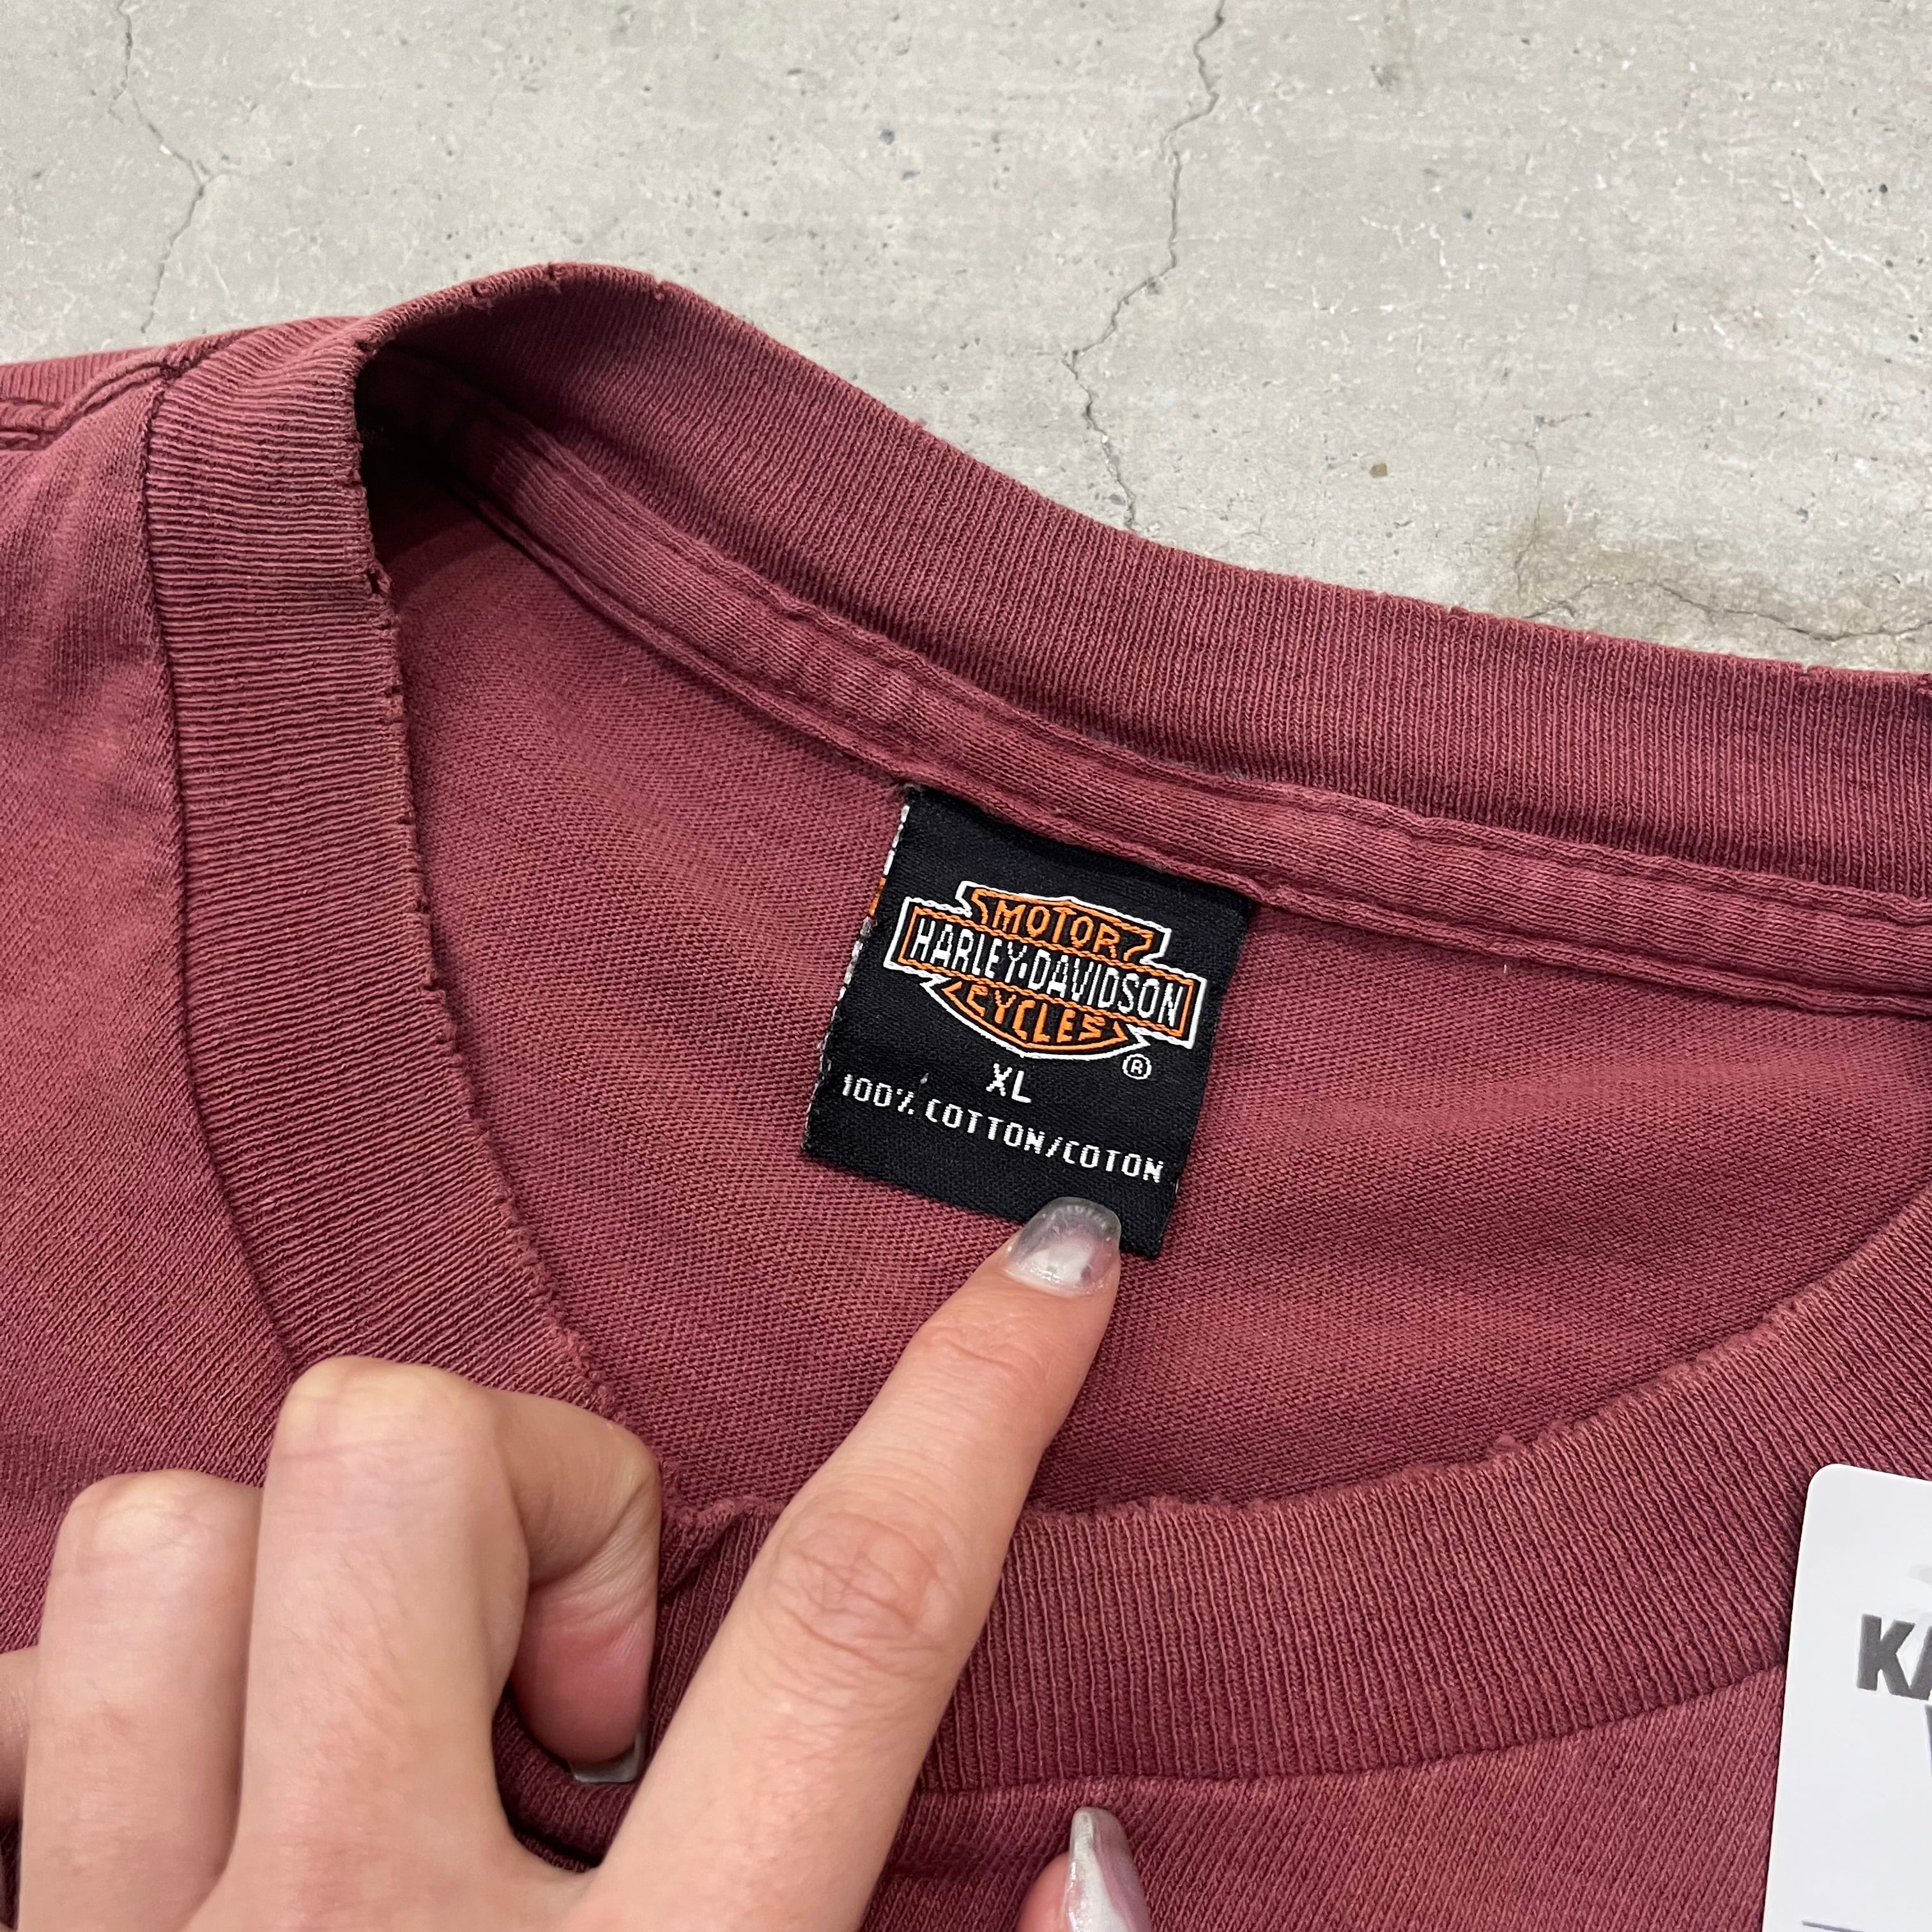 MOTOR
HARLEY-DAVIDSON
CYCLES
®
XL
100% COTTON/COTON